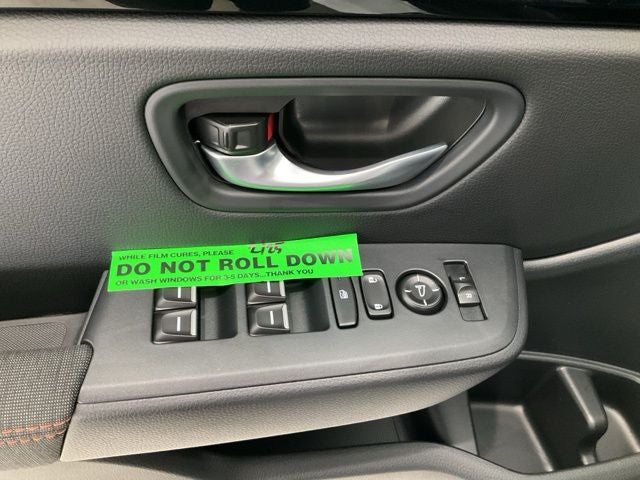 WHILE FILM CURES, PLEASE
DO NOT ROLL DOWN
OR WASH WINDOWS FOR 3-5 DAYS...THANK YOU
L
R